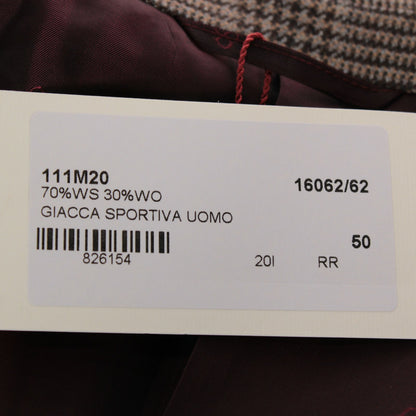 111M20 16062/62
70%WS 30%WO
GIACCA SPORTIVA UOMO
50
826154 20I RR